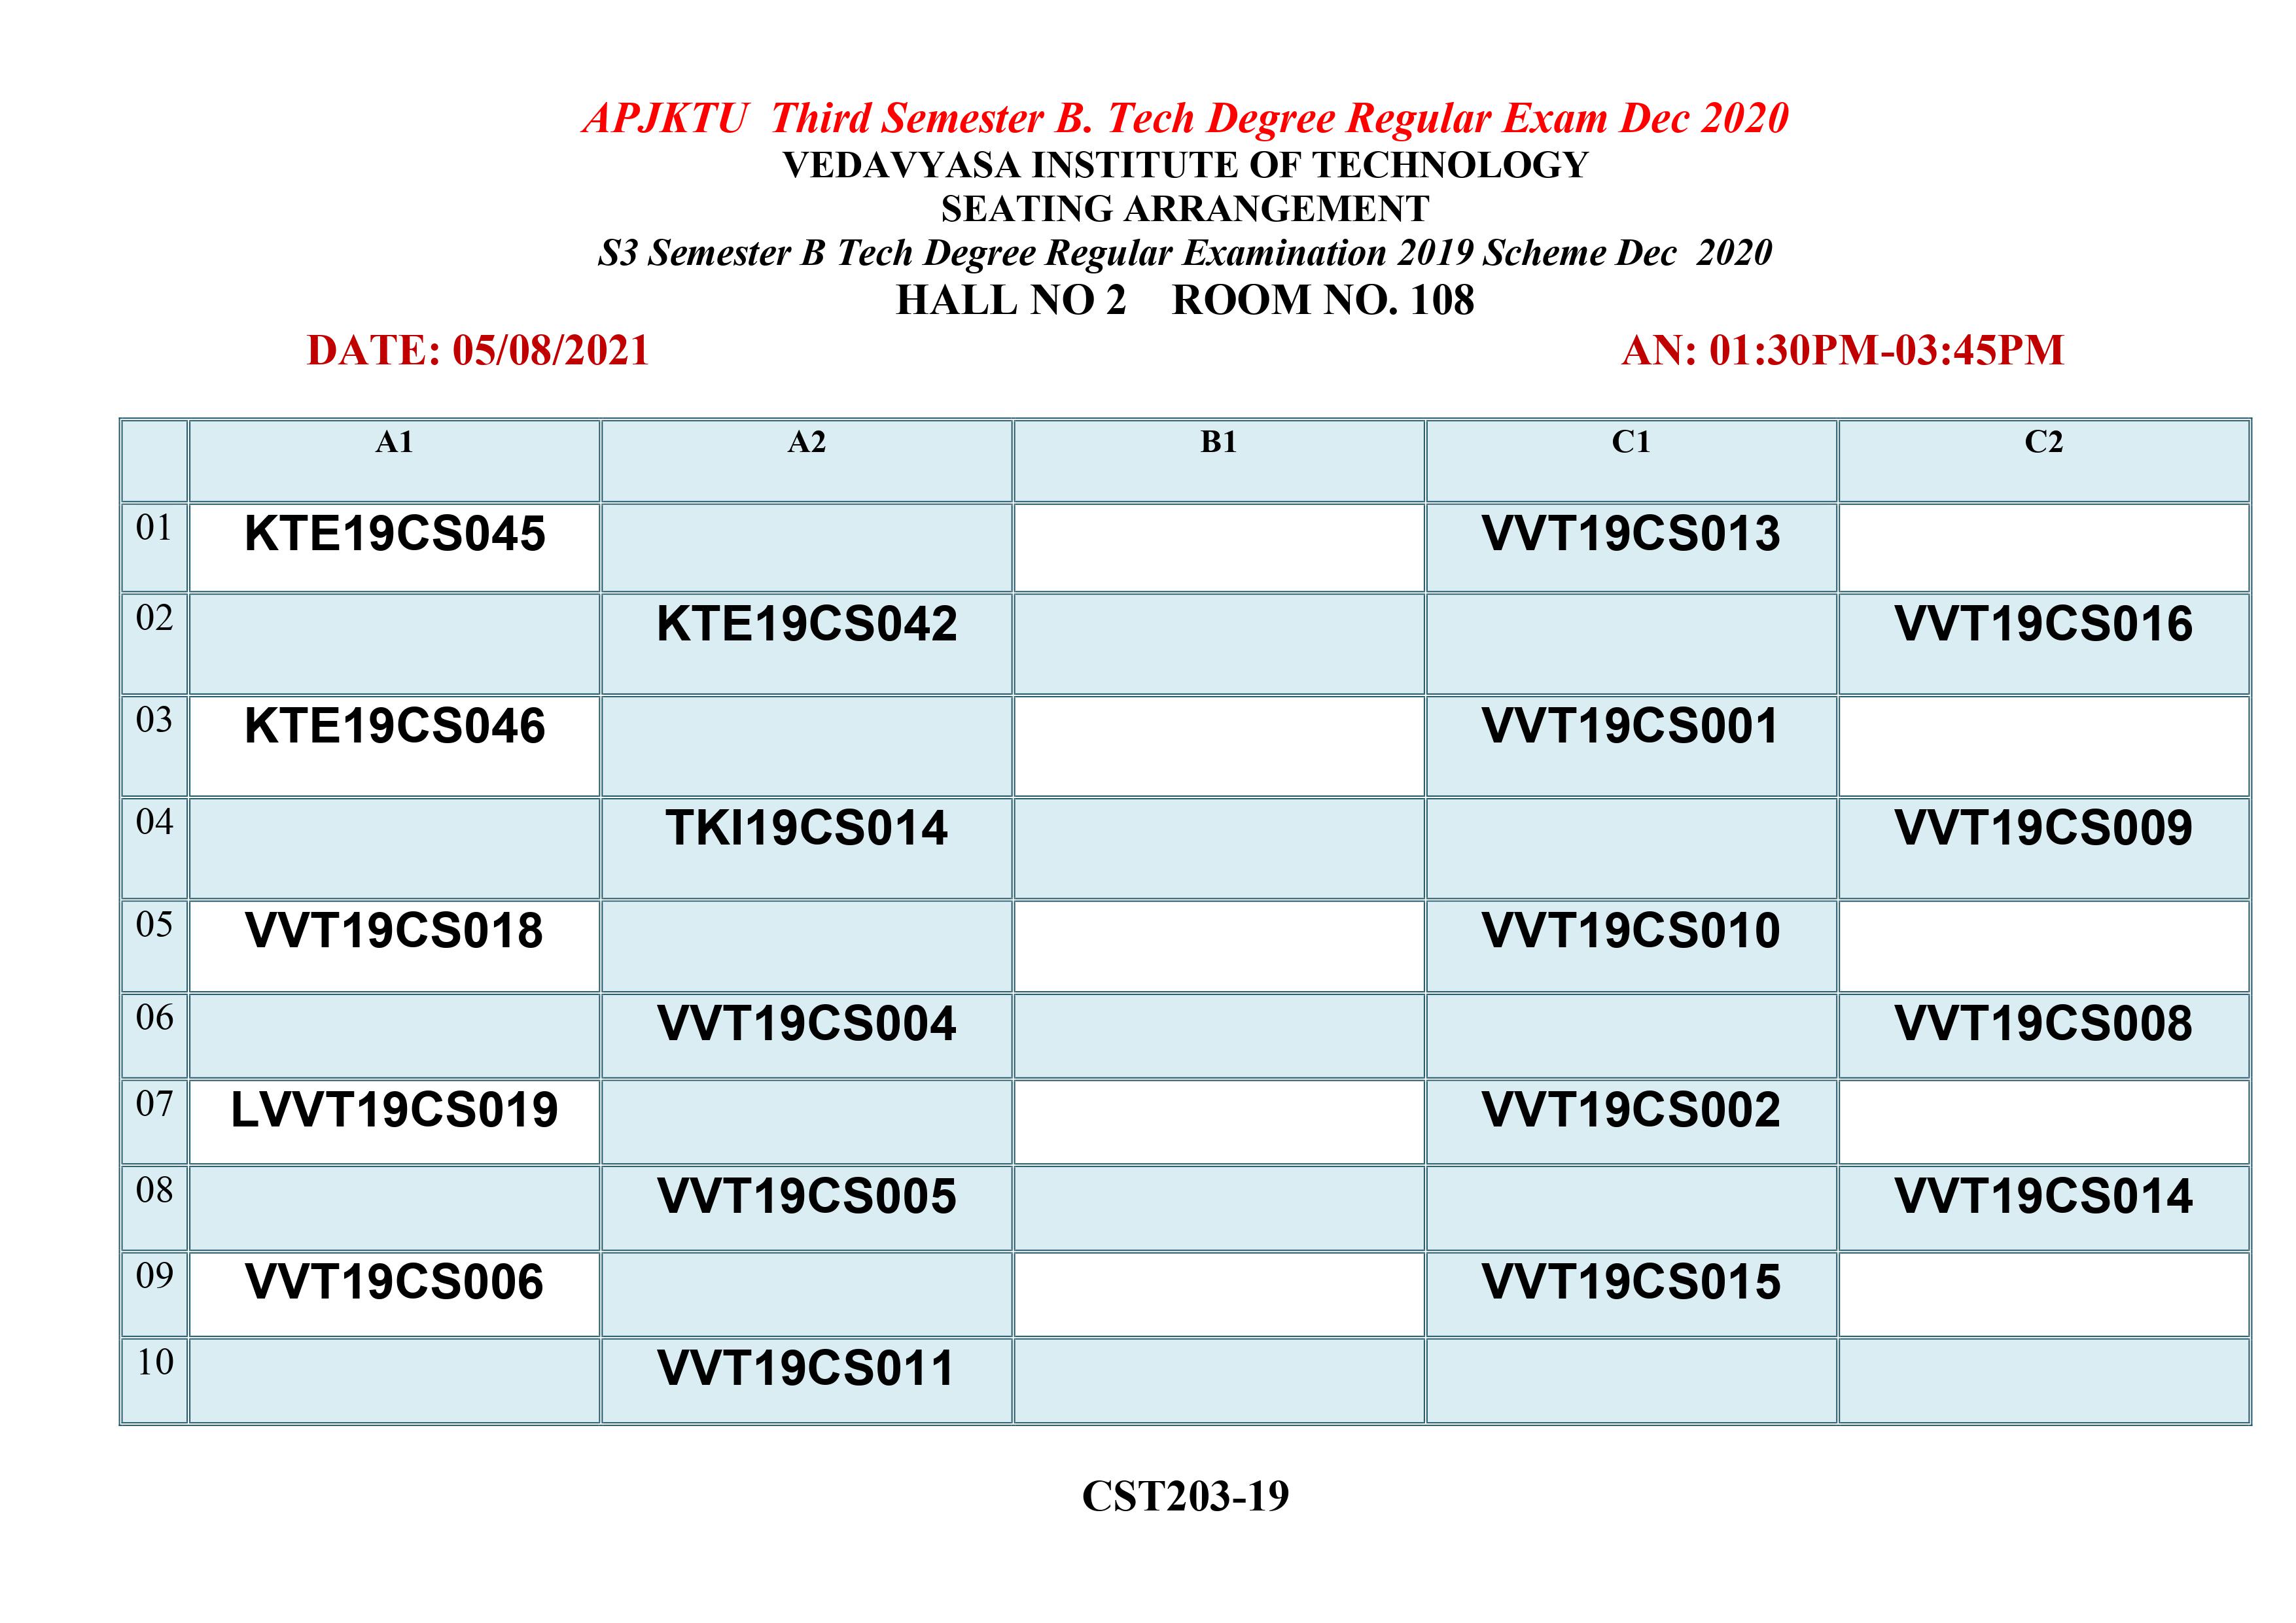 APJKTU  Third Semester B. Tech Degree Regular Exam Dec 2020
VEDAVYASA INSTITUTE OF TECHNOLOGY
SEATING ARRANGEMENT
S3 Semester B Tech Degree Regular Examination 2019 Scheme Dec  2020
HALL NO 2    ROOM NO. 108
DATE: 05/08/2021    AN: 01:30PM-03:45PM
A1 A2 B1 C1 C2
01 KTE19CS045 VVT19CS013
02 KTE19CS042 VVT19CS016
03 KTE19CS046 VVT19CS001
04 TKI19CS014 VVT19CS009
05 VVT19CS018 VVT19CS010
06 VVT19CS004 VVT19CS008
07 LVVT19CS019 VVT19CS002
08 VVT19CS005 VVT19CS014
09 VVT19CS006 VVT19CS015
10 VVT19CS011
CST203-19